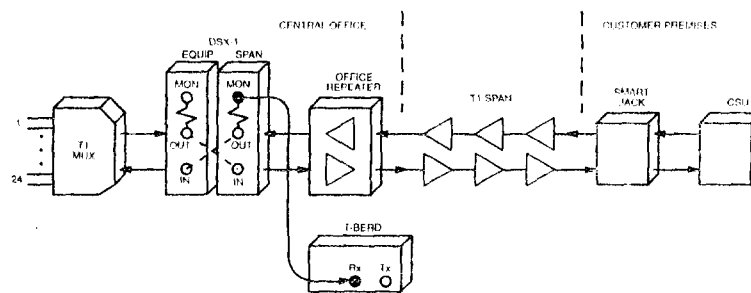 CENTRAL OFFICE
CUSTOMER PREMISES
DSX-1
EQUIP
SPAN
MON
MON
OFFICE
REPEATER
T1 SPAN
SMART
JACK
CSU
1
T1
MUX
24
OUT
OUT
IN
IN
T-BERD
Rx
Tx